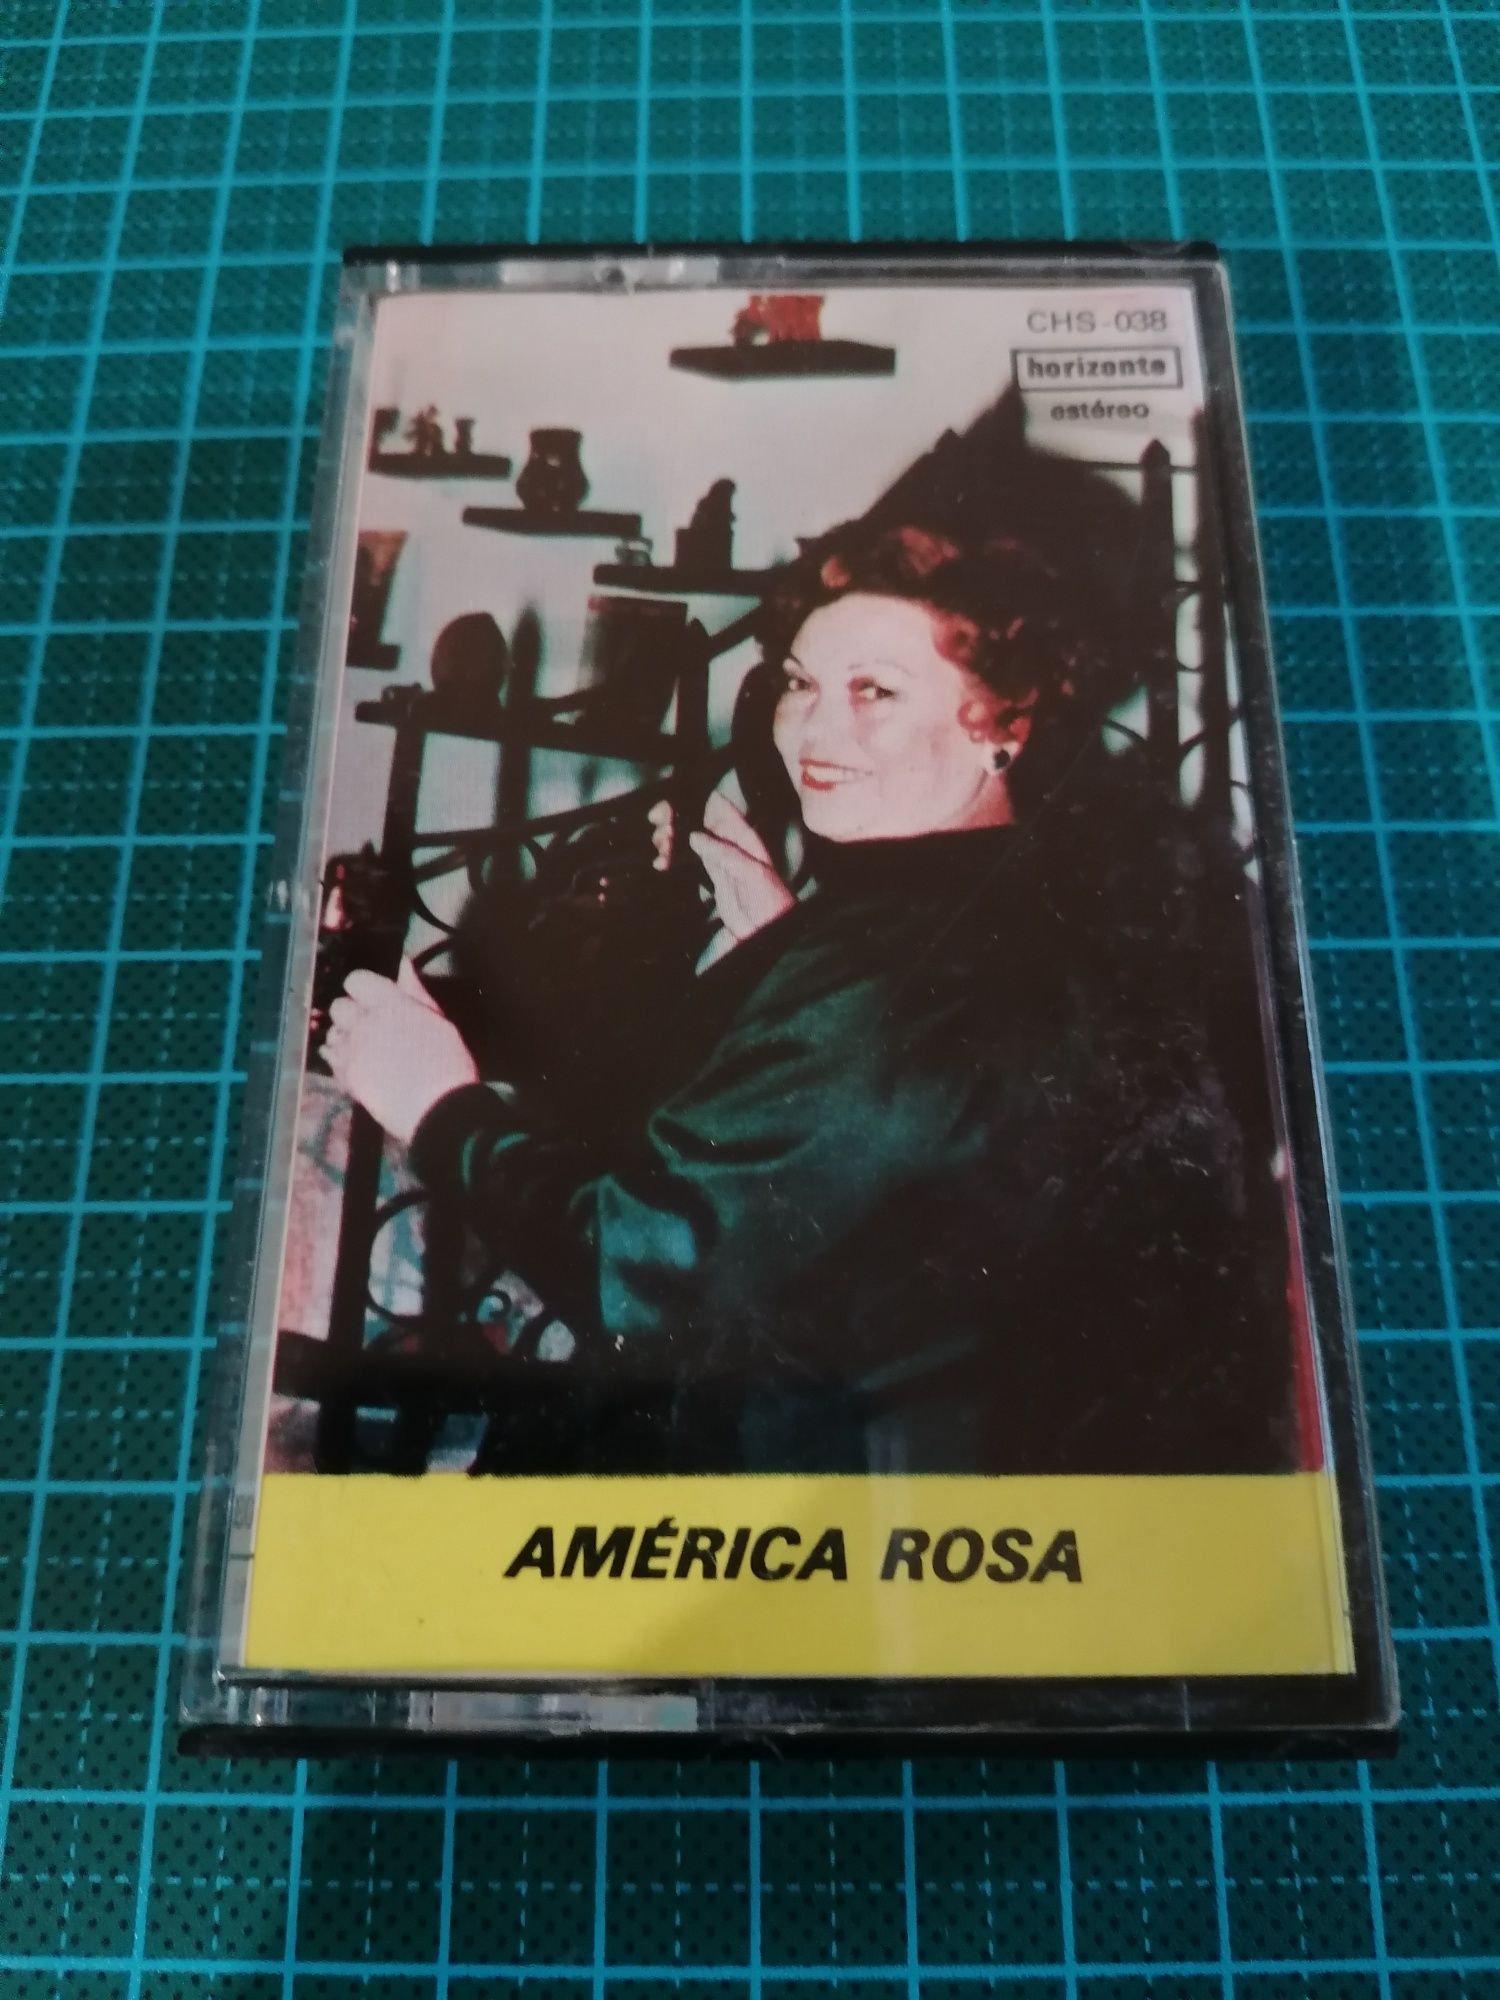 CHS-038
horizonte
estéreo
AMÉRICA ROSA